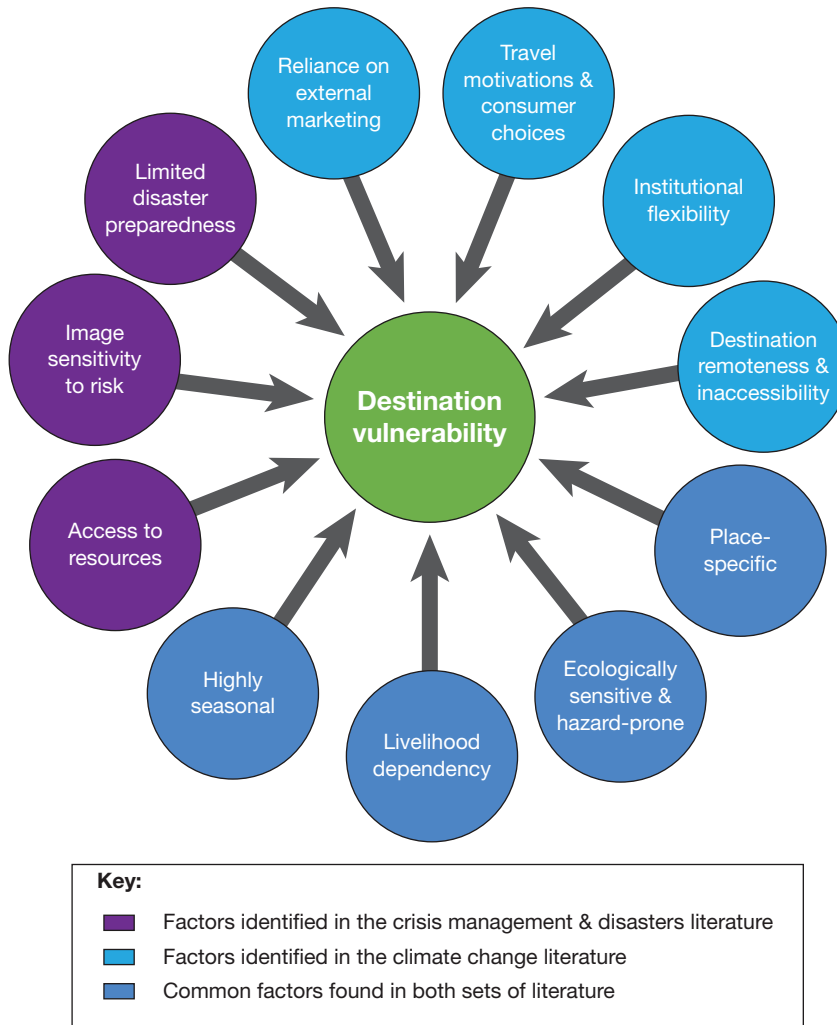 Reliance on
external
marketing
Travel
motivations &
consumer
choices
Limited
disaster
preparedness
Institutional
flexibility
Image
sensitivity
to risk
Destination
remoteness &
inaccessibility
Destination
vulnerability
Access to
resources
Place-
specific
Highly
seasonal
Livelihood
dependency
Ecologically
sensitive &
hazard-prone
Key:
Factors identified in the crisis management & disasters literature
Factors identified in the climate change literature
Common factors found in both sets of literature